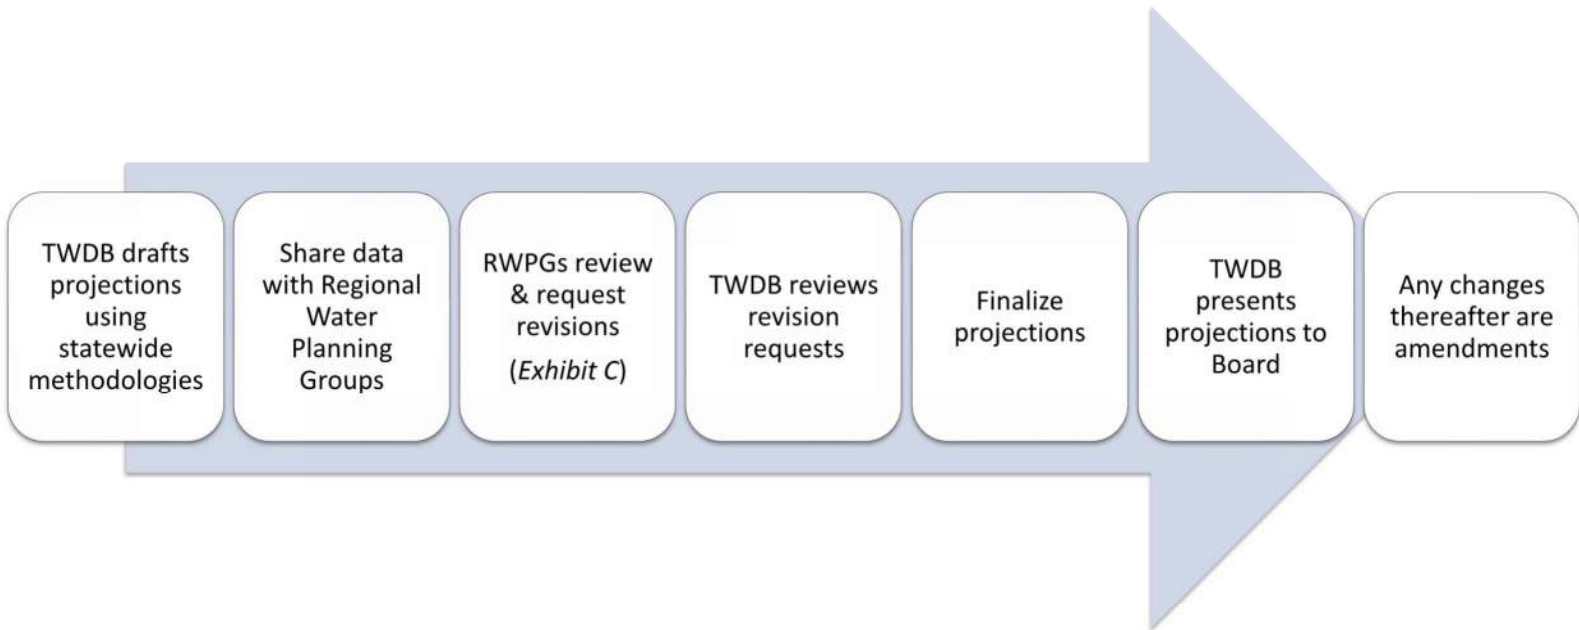 TWDB drafts
projections
using
statewide
methodologies
Share data
with Regional
Water
Planning
Groups
RWPGs review
& request
revisions
(Exhibit C)
TWDB reviews
revision
requests
Finalize
projections
TWDB
presents
projections to
Board
Any changes
thereafter are
amendments